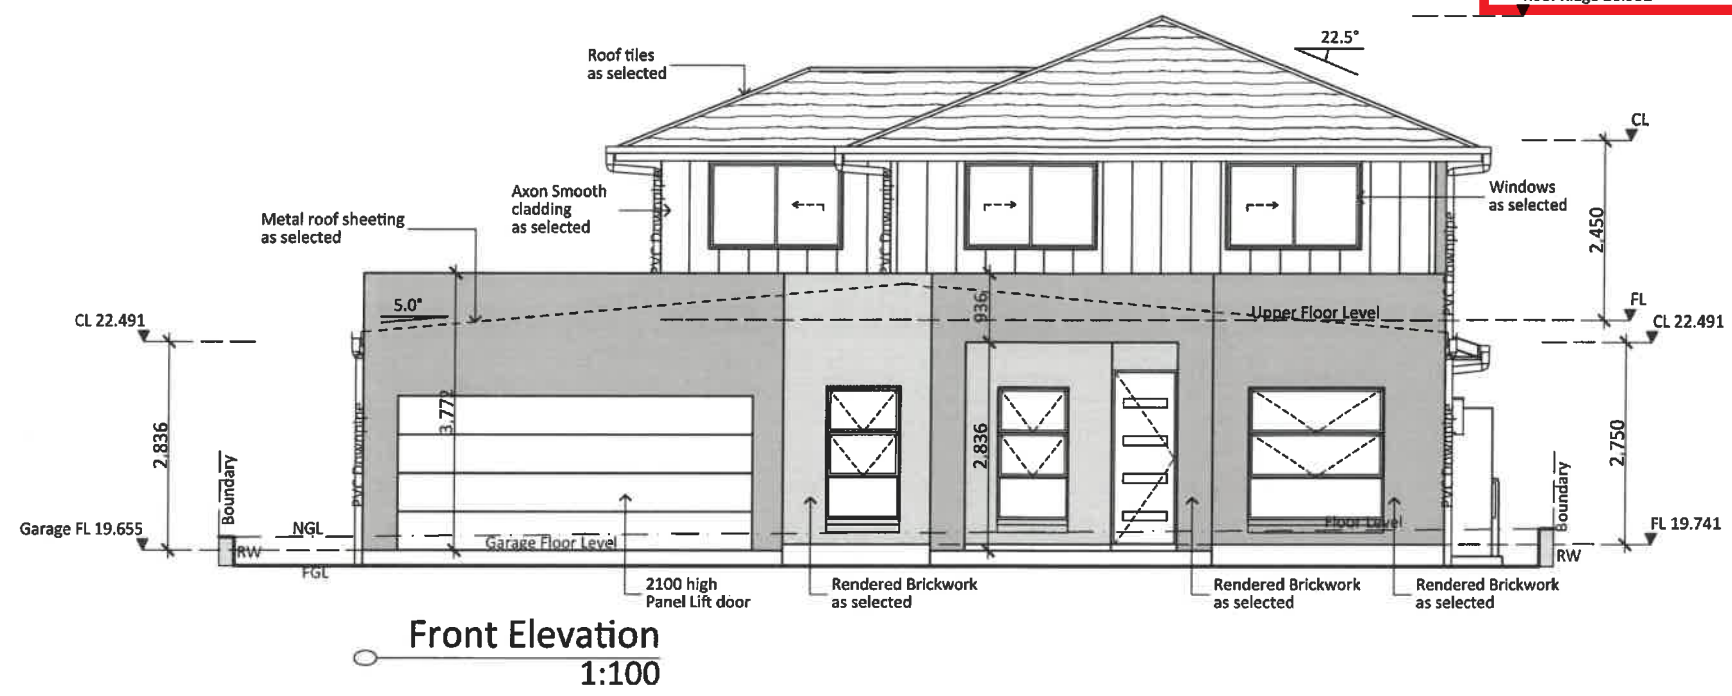 22.5°
Roof tiles
as selected
CL
Axon Smooth
cladding
as selected
Windows
as selected
Metal roof sheeting
as selected
PVC Downpipe
PVC Downpipe
PVC Downpipe
2,450
5.0°
936
Upper Floor Level
FL
CL 22.491
CL 22.491
3,772
2,836
2,836
2,750
PVC Downpipe
PVC Downpipe
Boundary
Boundary
Garage FL 19.655
NGL
Garage Floor Level
Floor Level
FL 19.741
RW
RW
FGL
2100 high
Panel Lift door
Rendered Brickwork
as selected
Rendered Brickwork
as selected
Rendered Brickwork
as selected
Front Elevation
1:100